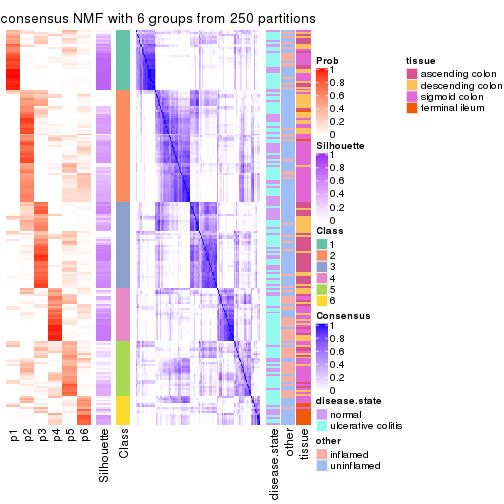 consensus NMF with 6 groups from 250 partitions
Prob
1
0.8
0.6
0.4
0.2
0
Silhouette
1
0.8
0.6
0.4
0.2
0
Class
1
2
3
4
5
6
Consensus
1
0.8
0.6
0.4
0.2
0
disease.state
normal
ulcerative colitis
other
inflamed
uninflamed
tissue
ascending colon
descending colon
sigmoid colon
terminal ileum
p1
p2
p3
p4
p5
p6
Silhouette
Class
disease.state
other
tissue